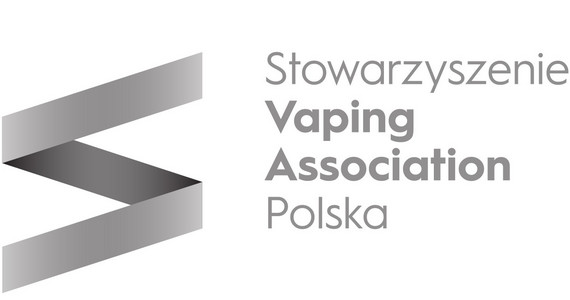 Stowarzyszenie
Vaping
Association
Polska